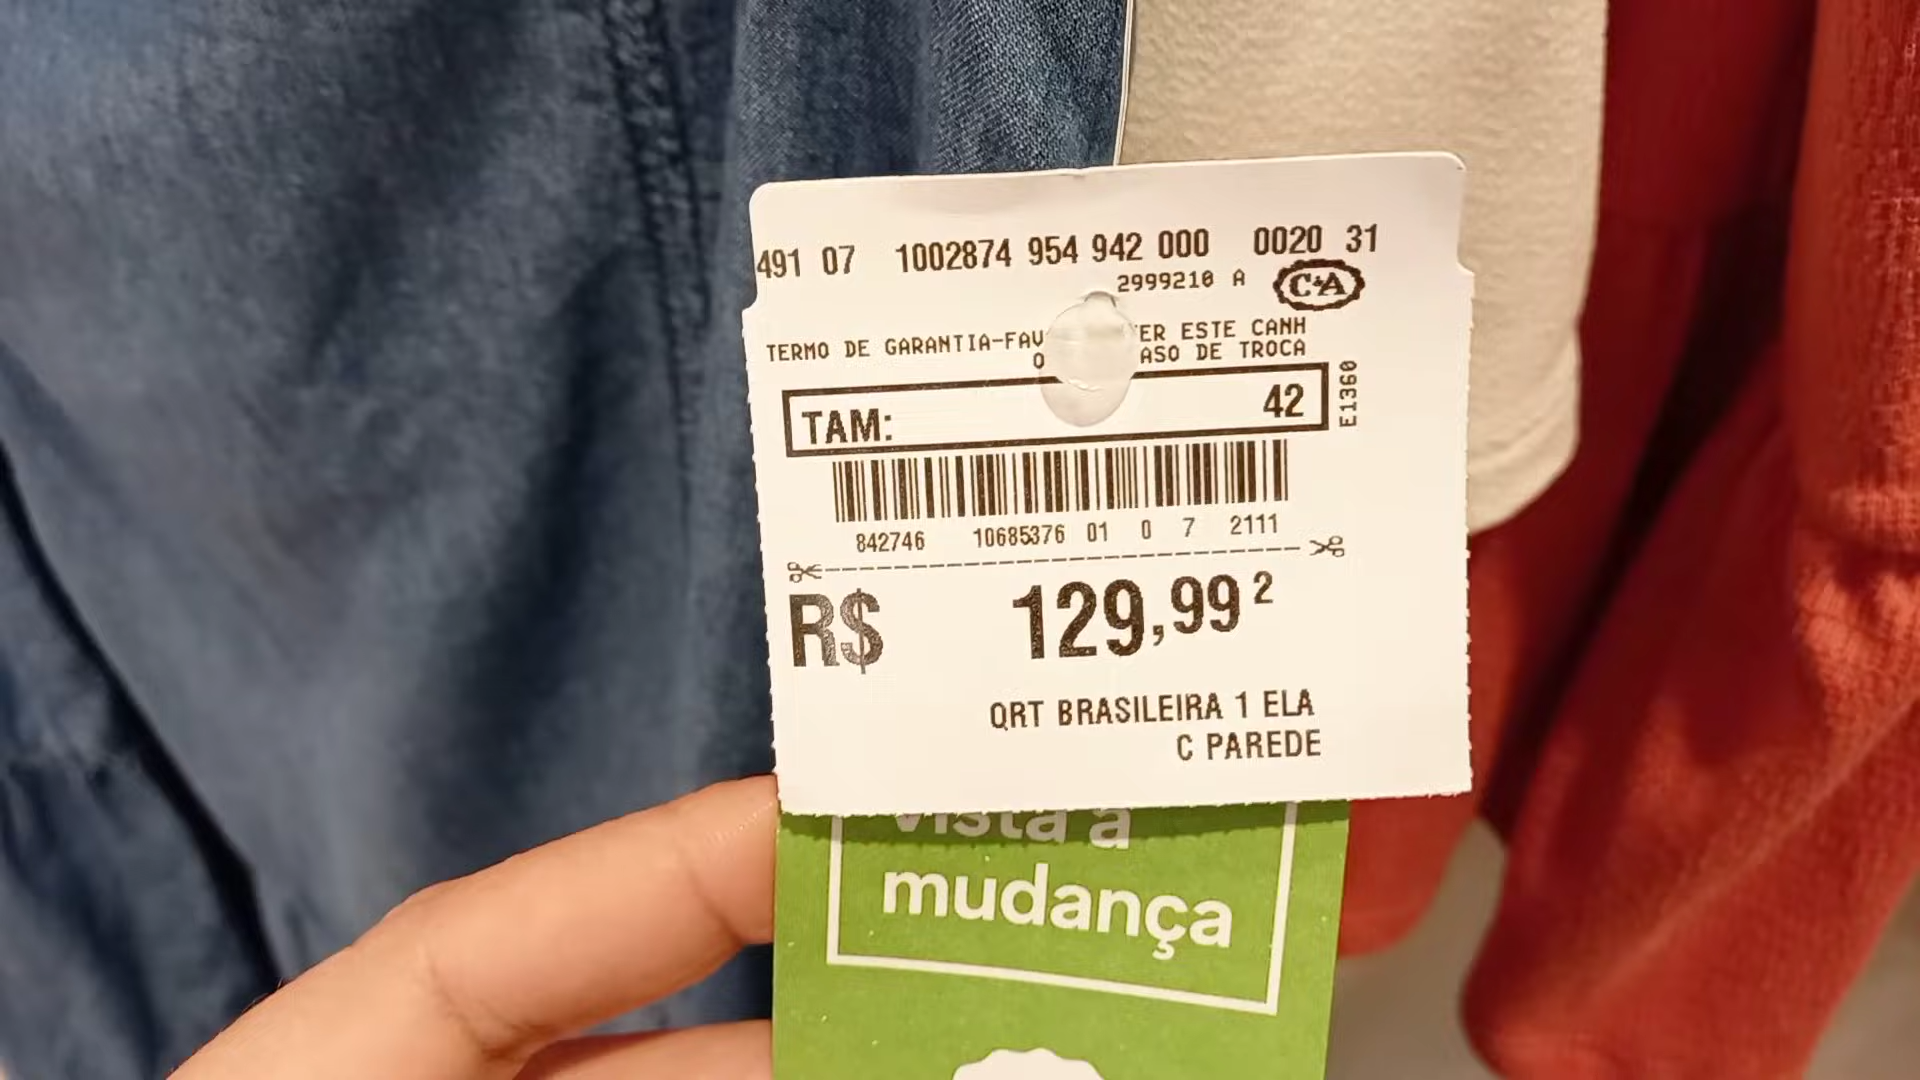 491 07 1002874 954 942 000 0020 31
2999210 A C&A
TERMO DE GARANTIA-FAV ER ESTE CANH
O ASO DE TROCA
TAM: 42
E1360
842746 10685376 01 0 7 2111
R$ 129,99 2
QRT BRASILEIRA 1 ELA
C PAREDE
vista a
mudança